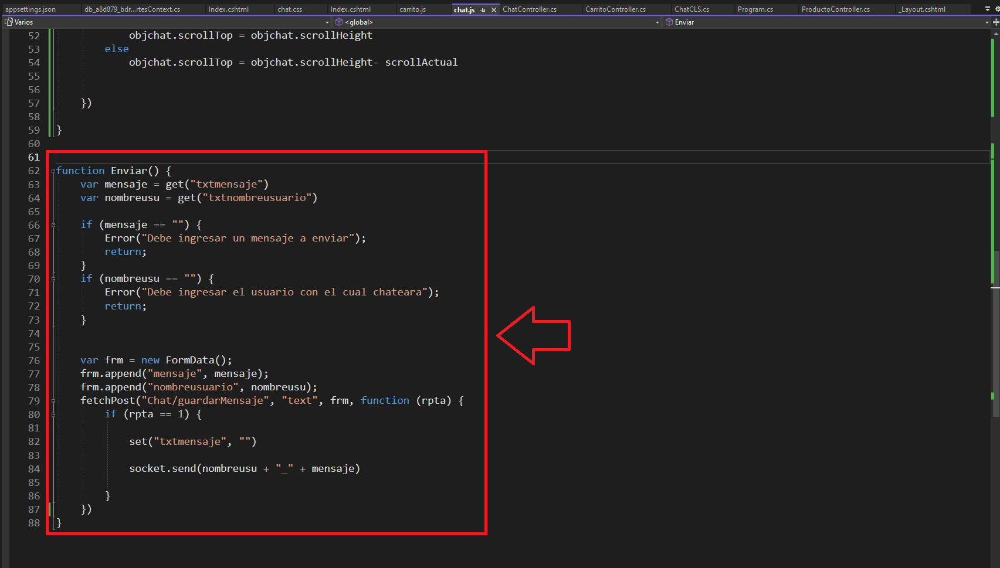 appsettings.json db_a8d879_bdr...rtesContext.cs Index.cshtml chat.css Index.cshtml carrito.js chat.js ChatController.cs CarritoController.cs ChatCLS.cs Program.cs ProductoController.cs _Layout.cshtml
Varios <global> Enviar
52 objchat.scrollTop = objchat.scrollHeight
53 else
54 objchat.scrollTop = objchat.scrollHeight- scrollActual
55
56
57 })
58
59 }
60
61
62 function Enviar() {
63 var mensaje = get("txtmensaje")
64 var nombreusu = get("txtnombreusuario")
65
66 if (mensaje == "") {
67 Error("Debe ingresar un mensaje a enviar");
68 return;
69 }
70 if (nombreusu == "") {
71 Error("Debe ingresar el usuario con el cual chateara");
72 return;
73 }
74
75
76 var frm = new FormData();
77 frm.append("mensaje", mensaje);
78 frm.append("nombreusuario", nombreusu);
79 fetchPost("Chat/guardarMensaje", "text", frm, function (rpta) {
80 if (rpta == 1) {
81
82 set("txtmensaje", "")
83
84 socket.send(nombreusu + "_" + mensaje)
85
86 }
87 })
88 }